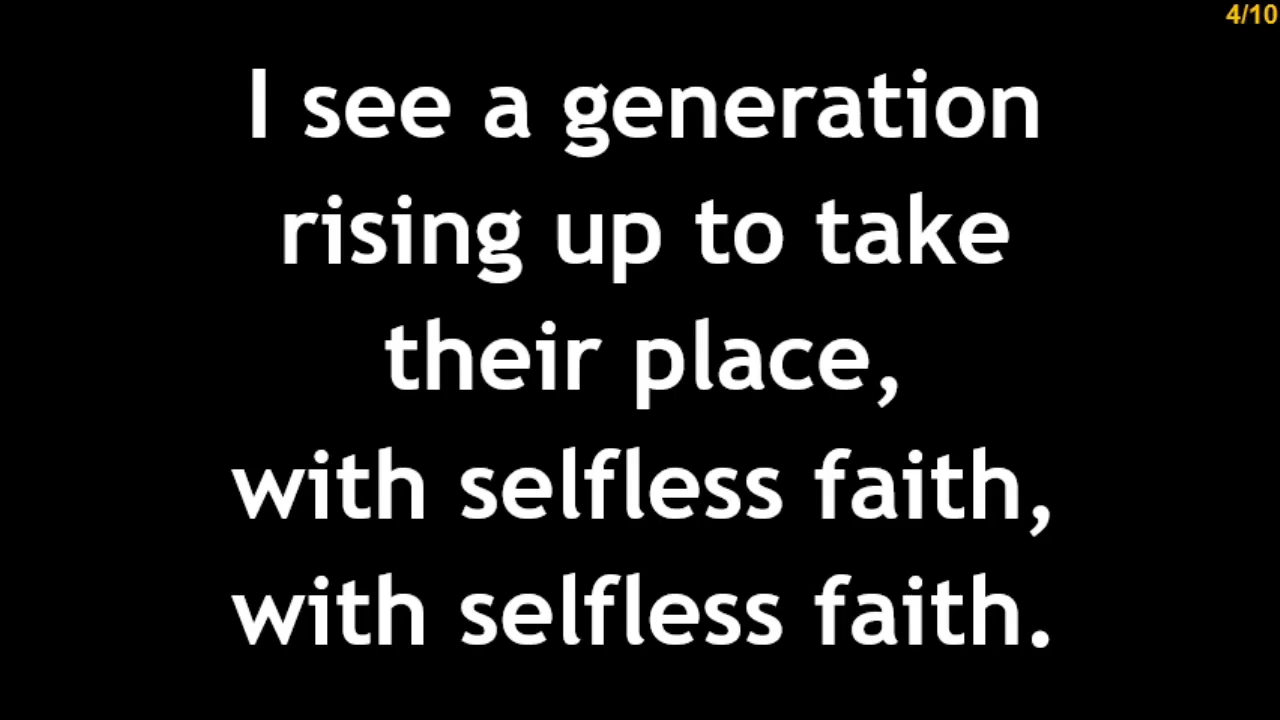 4/10
I see a generation
rising up to take
their place,
with selfless faith,
with selfless faith.